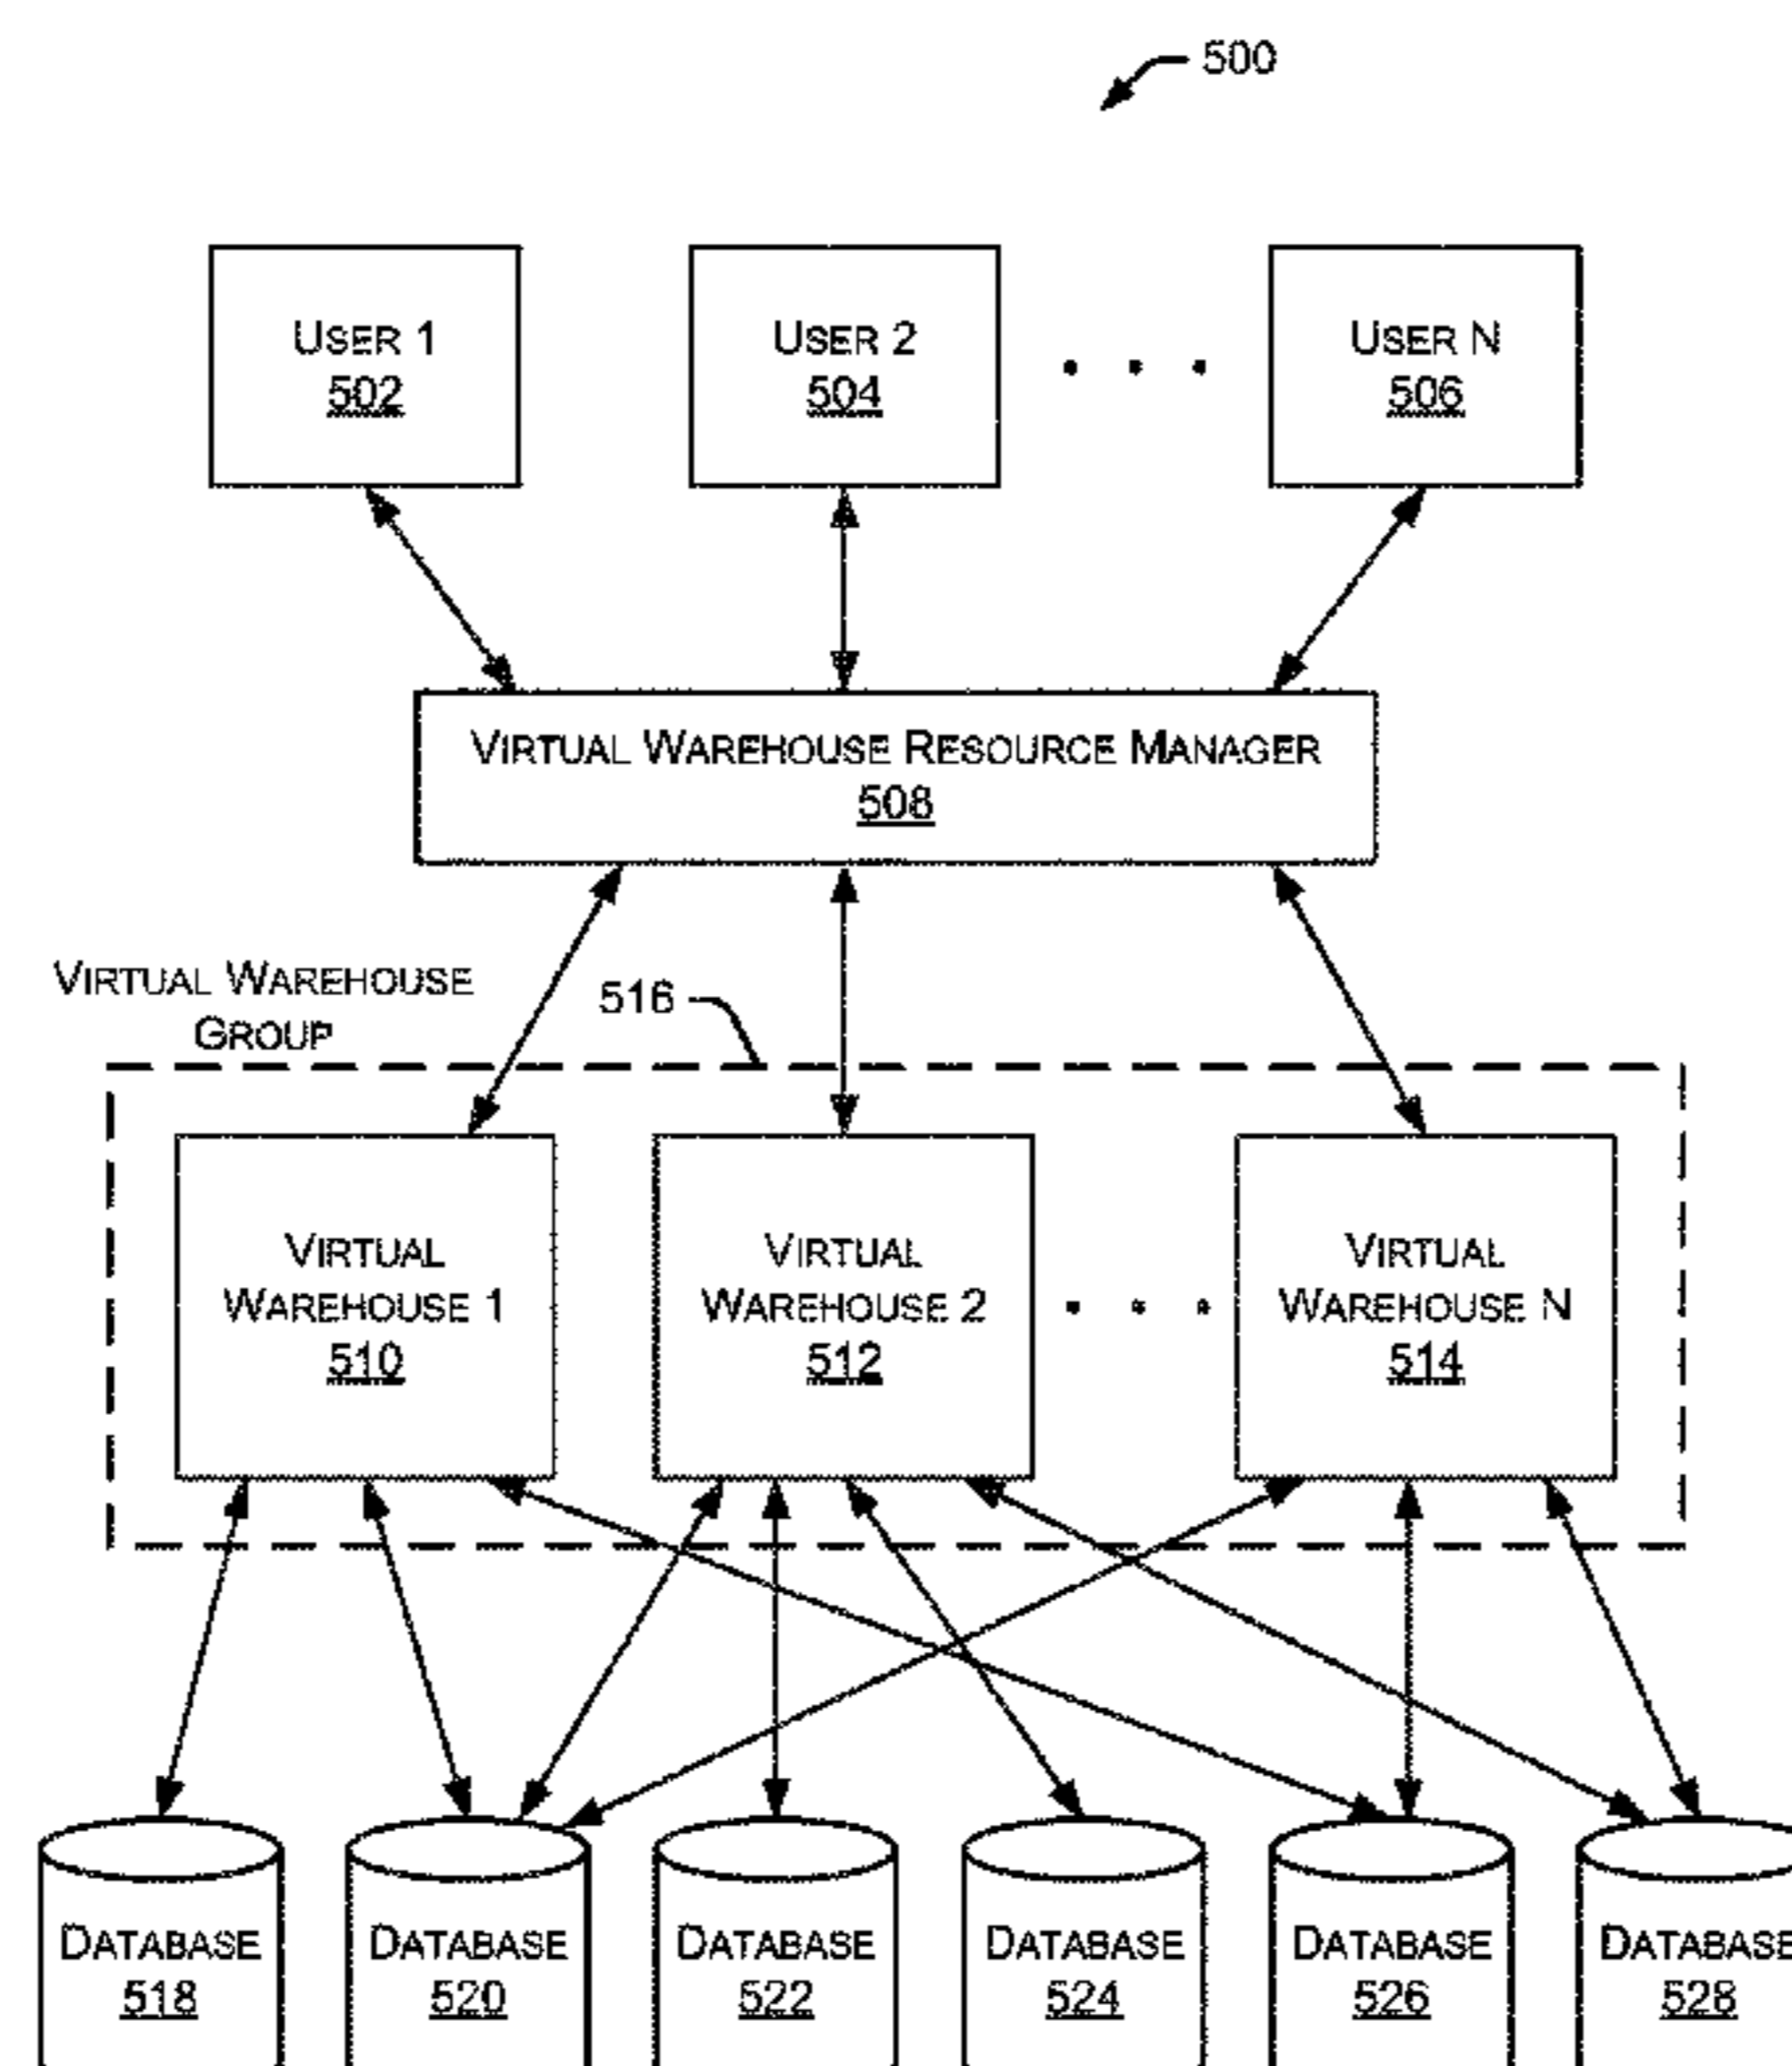 500
USER 1
502
USER 2
504
. . .
USER N
506
VIRTUAL WAREHOUSE RESOURCE MANAGER
508
VIRTUAL WAREHOUSE
GROUP
516
VIRTUAL
WAREHOUSE 1
510
VIRTUAL
WAREHOUSE 2
512
. . .
VIRTUAL
WAREHOUSE N
514
DATABASE
518
DATABASE
520
DATABASE
522
DATABASE
524
DATABASE
526
DATABASE
528